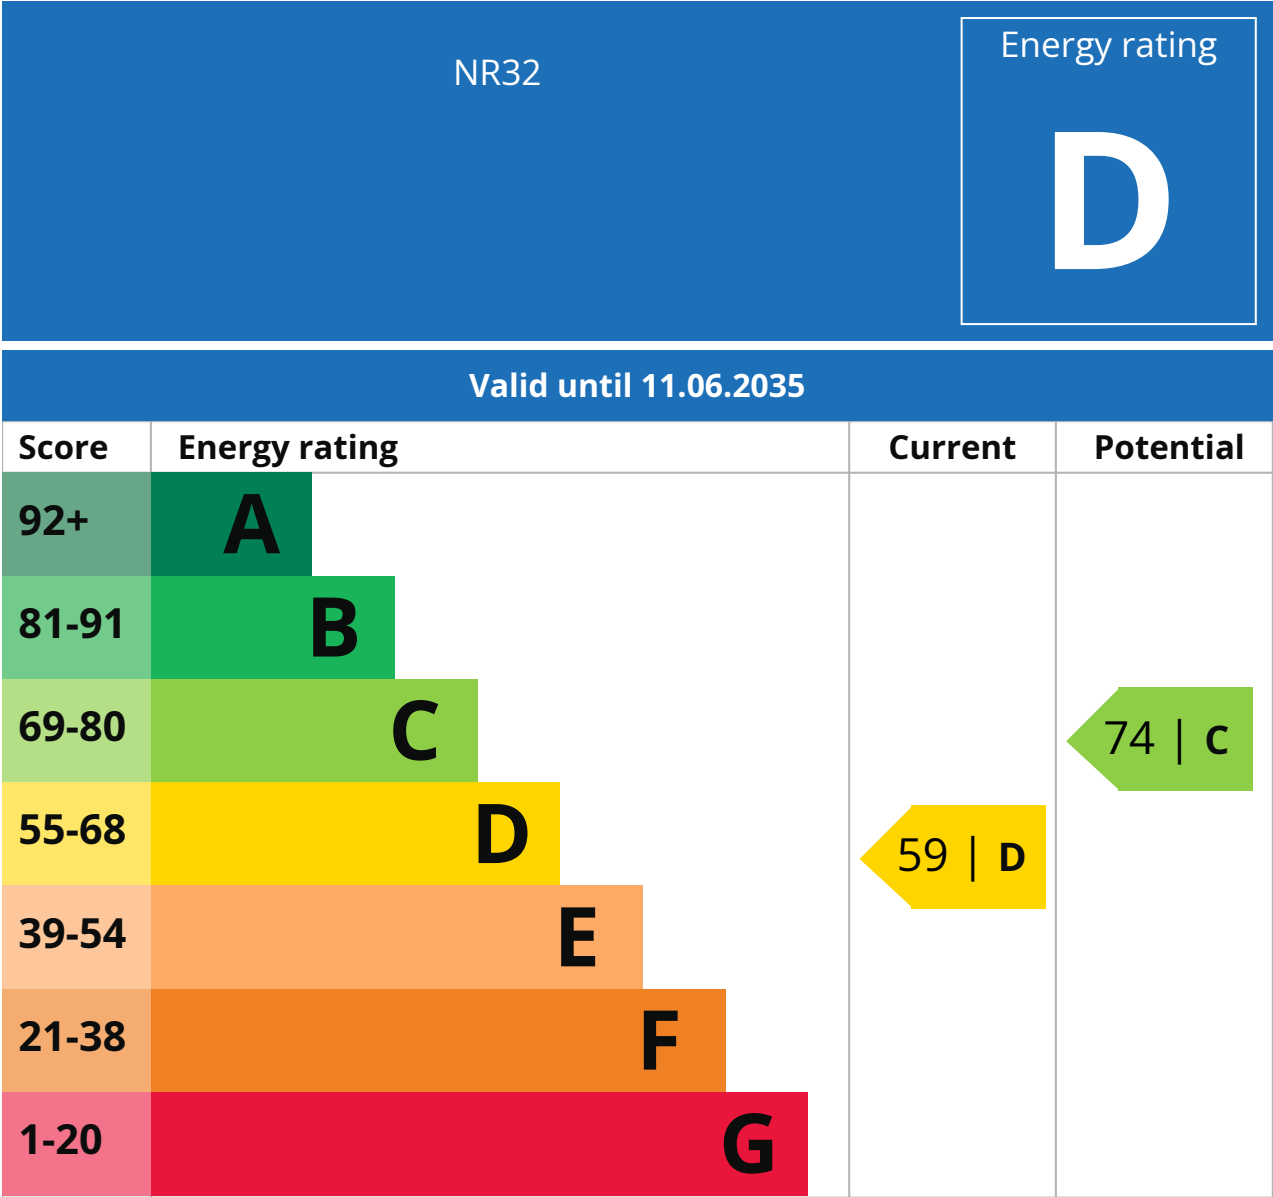 NR32
Energy rating
D
Valid until 11.06.2035
Score Energy rating Current Potential
92+ A
81-91 B
69-80 C
74 | C
55-68 D
59 | D
39-54 E
21-38 F
1-20 G